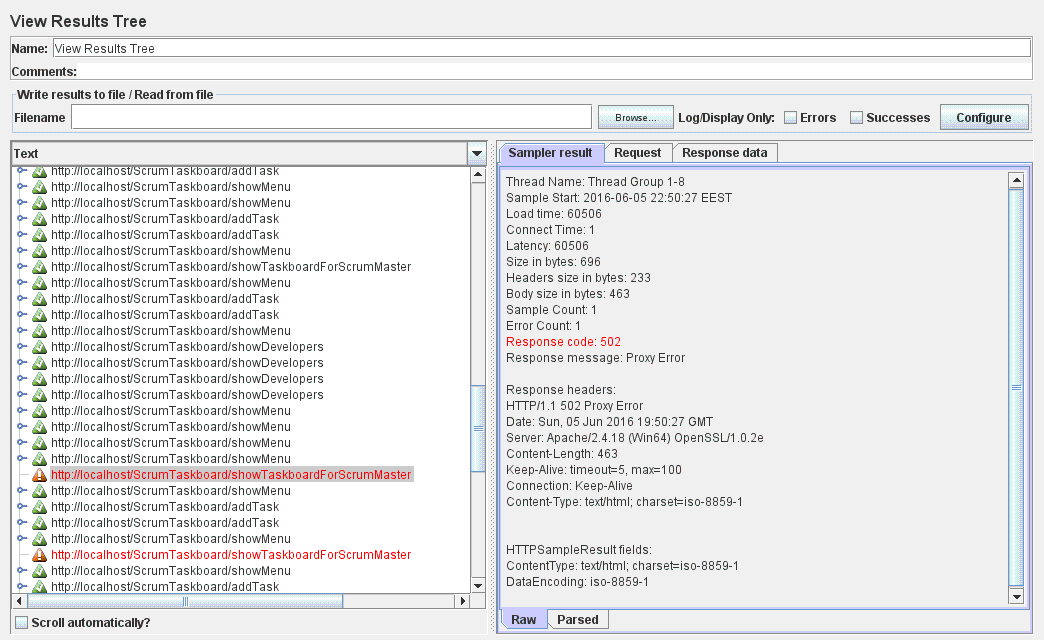 View Results Tree
Name: View Results Tree
Comments:
Write results to file / Read from file
Filename Browse... Log/Display Only: Errors Successes Configure
Text
http://localhost/ScrumTaskboard/addTask
http://localhost/ScrumTaskboard/showMenu
http://localhost/ScrumTaskboard/showMenu
http://localhost/ScrumTaskboard/addTask
http://localhost/ScrumTaskboard/addTask
http://localhost/ScrumTaskboard/showMenu
http://localhost/ScrumTaskboard/showTaskboardForScrumMaster
http://localhost/ScrumTaskboard/showMenu
http://localhost/ScrumTaskboard/addTask
http://localhost/ScrumTaskboard/addTask
http://localhost/ScrumTaskboard/showMenu
http://localhost/ScrumTaskboard/showDevelopers
http://localhost/ScrumTaskboard/showDevelopers
http://localhost/ScrumTaskboard/showDevelopers
http://localhost/ScrumTaskboard/showDevelopers
http://localhost/ScrumTaskboard/showMenu
http://localhost/ScrumTaskboard/showMenu
http://localhost/ScrumTaskboard/showMenu
http://localhost/ScrumTaskboard/showMenu
http://localhost/ScrumTaskboard/showTaskboardForScrumMaster
http://localhost/ScrumTaskboard/showMenu
http://localhost/ScrumTaskboard/addTask
http://localhost/ScrumTaskboard/addTask
http://localhost/ScrumTaskboard/showMenu
http://localhost/ScrumTaskboard/showTaskboardForScrumMaster
http://localhost/ScrumTaskboard/showMenu
http://localhost/ScrumTaskboard/addTask
Scroll automatically?
Sampler result Request Response data
Thread Name: Thread Group 1-8
Sample Start: 2016-06-05 22:50:27 EEST
Load time: 60506
Connect Time: 1
Latency: 60506
Size in bytes: 696
Headers size in bytes: 233
Body size in bytes: 463
Sample Count: 1
Error Count: 1
Response code: 502
Response message: Proxy Error
Response headers:
HTTP/1.1 502 Proxy Error
Date: Sun, 05 Jun 2016 19:50:27 GMT
Server: Apache/2.4.18 (Win64) OpenSSL/1.0.2e
Content-Length: 463
Keep-Alive: timeout=5, max=100
Connection: Keep-Alive
Content-Type: text/html; charset=iso-8859-1
HTTPSampleResult fields:
ContentType: text/html; charset=iso-8859-1
DataEncoding: iso-8859-1
Raw Parsed